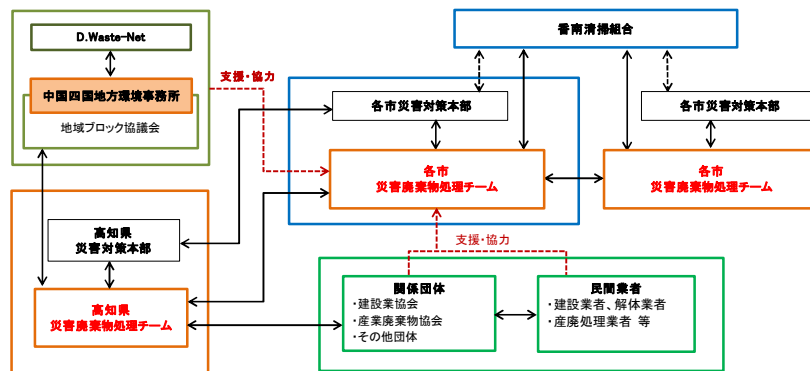 D.Waste-Net
中国四国地方環境事務所
地域ブロック協議会
支援・協力
香南清掃組合
各市災害対策本部
各市災害対策本部
各市
災害廃棄物処理チーム
各市
災害廃棄物処理チーム
高知県
災害対策本部
高知県
災害廃棄物処理チーム
支援・協力
関係団体
・建設業協会
・産業廃棄物協会
・その他団体
民間業者
・建設業者、解体業者
・産廃処理業者 等